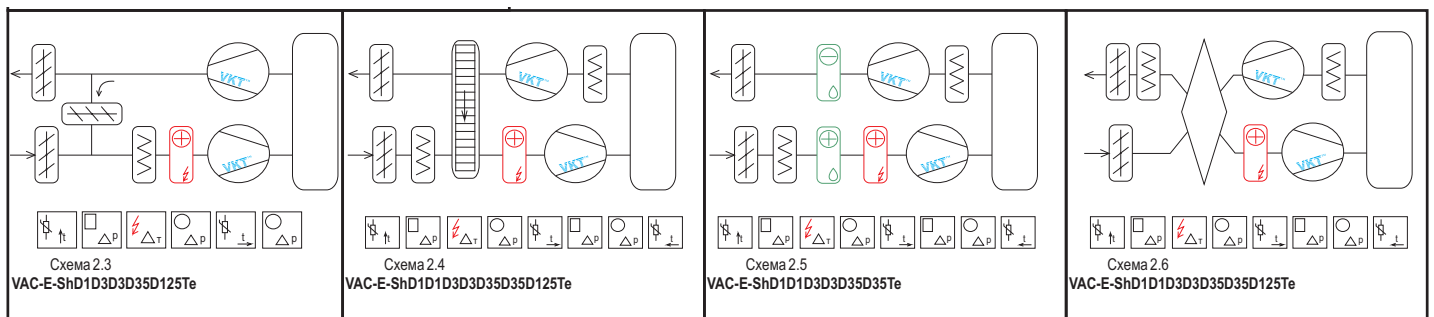 VKT
VKT
t
p
т
p
t
p
Схема 2.3
VAC-E-ShD1D3D3D35D125Te
VKT
VKT
t
p
т
p
t
p
p
t
Схема 2.4
VAC-E-ShD1D1D3D3D35D35D125Te
VKT
VKT
t
p
т
p
t
p
p
t
Схема 2.5
VAC-E-ShD1D1D3D3D35D35Te
VKT
VKT
t
p
т
p
t
p
p
t
Схема 2.6
VAC-E-ShD1D1D3D3D35D35D125Te